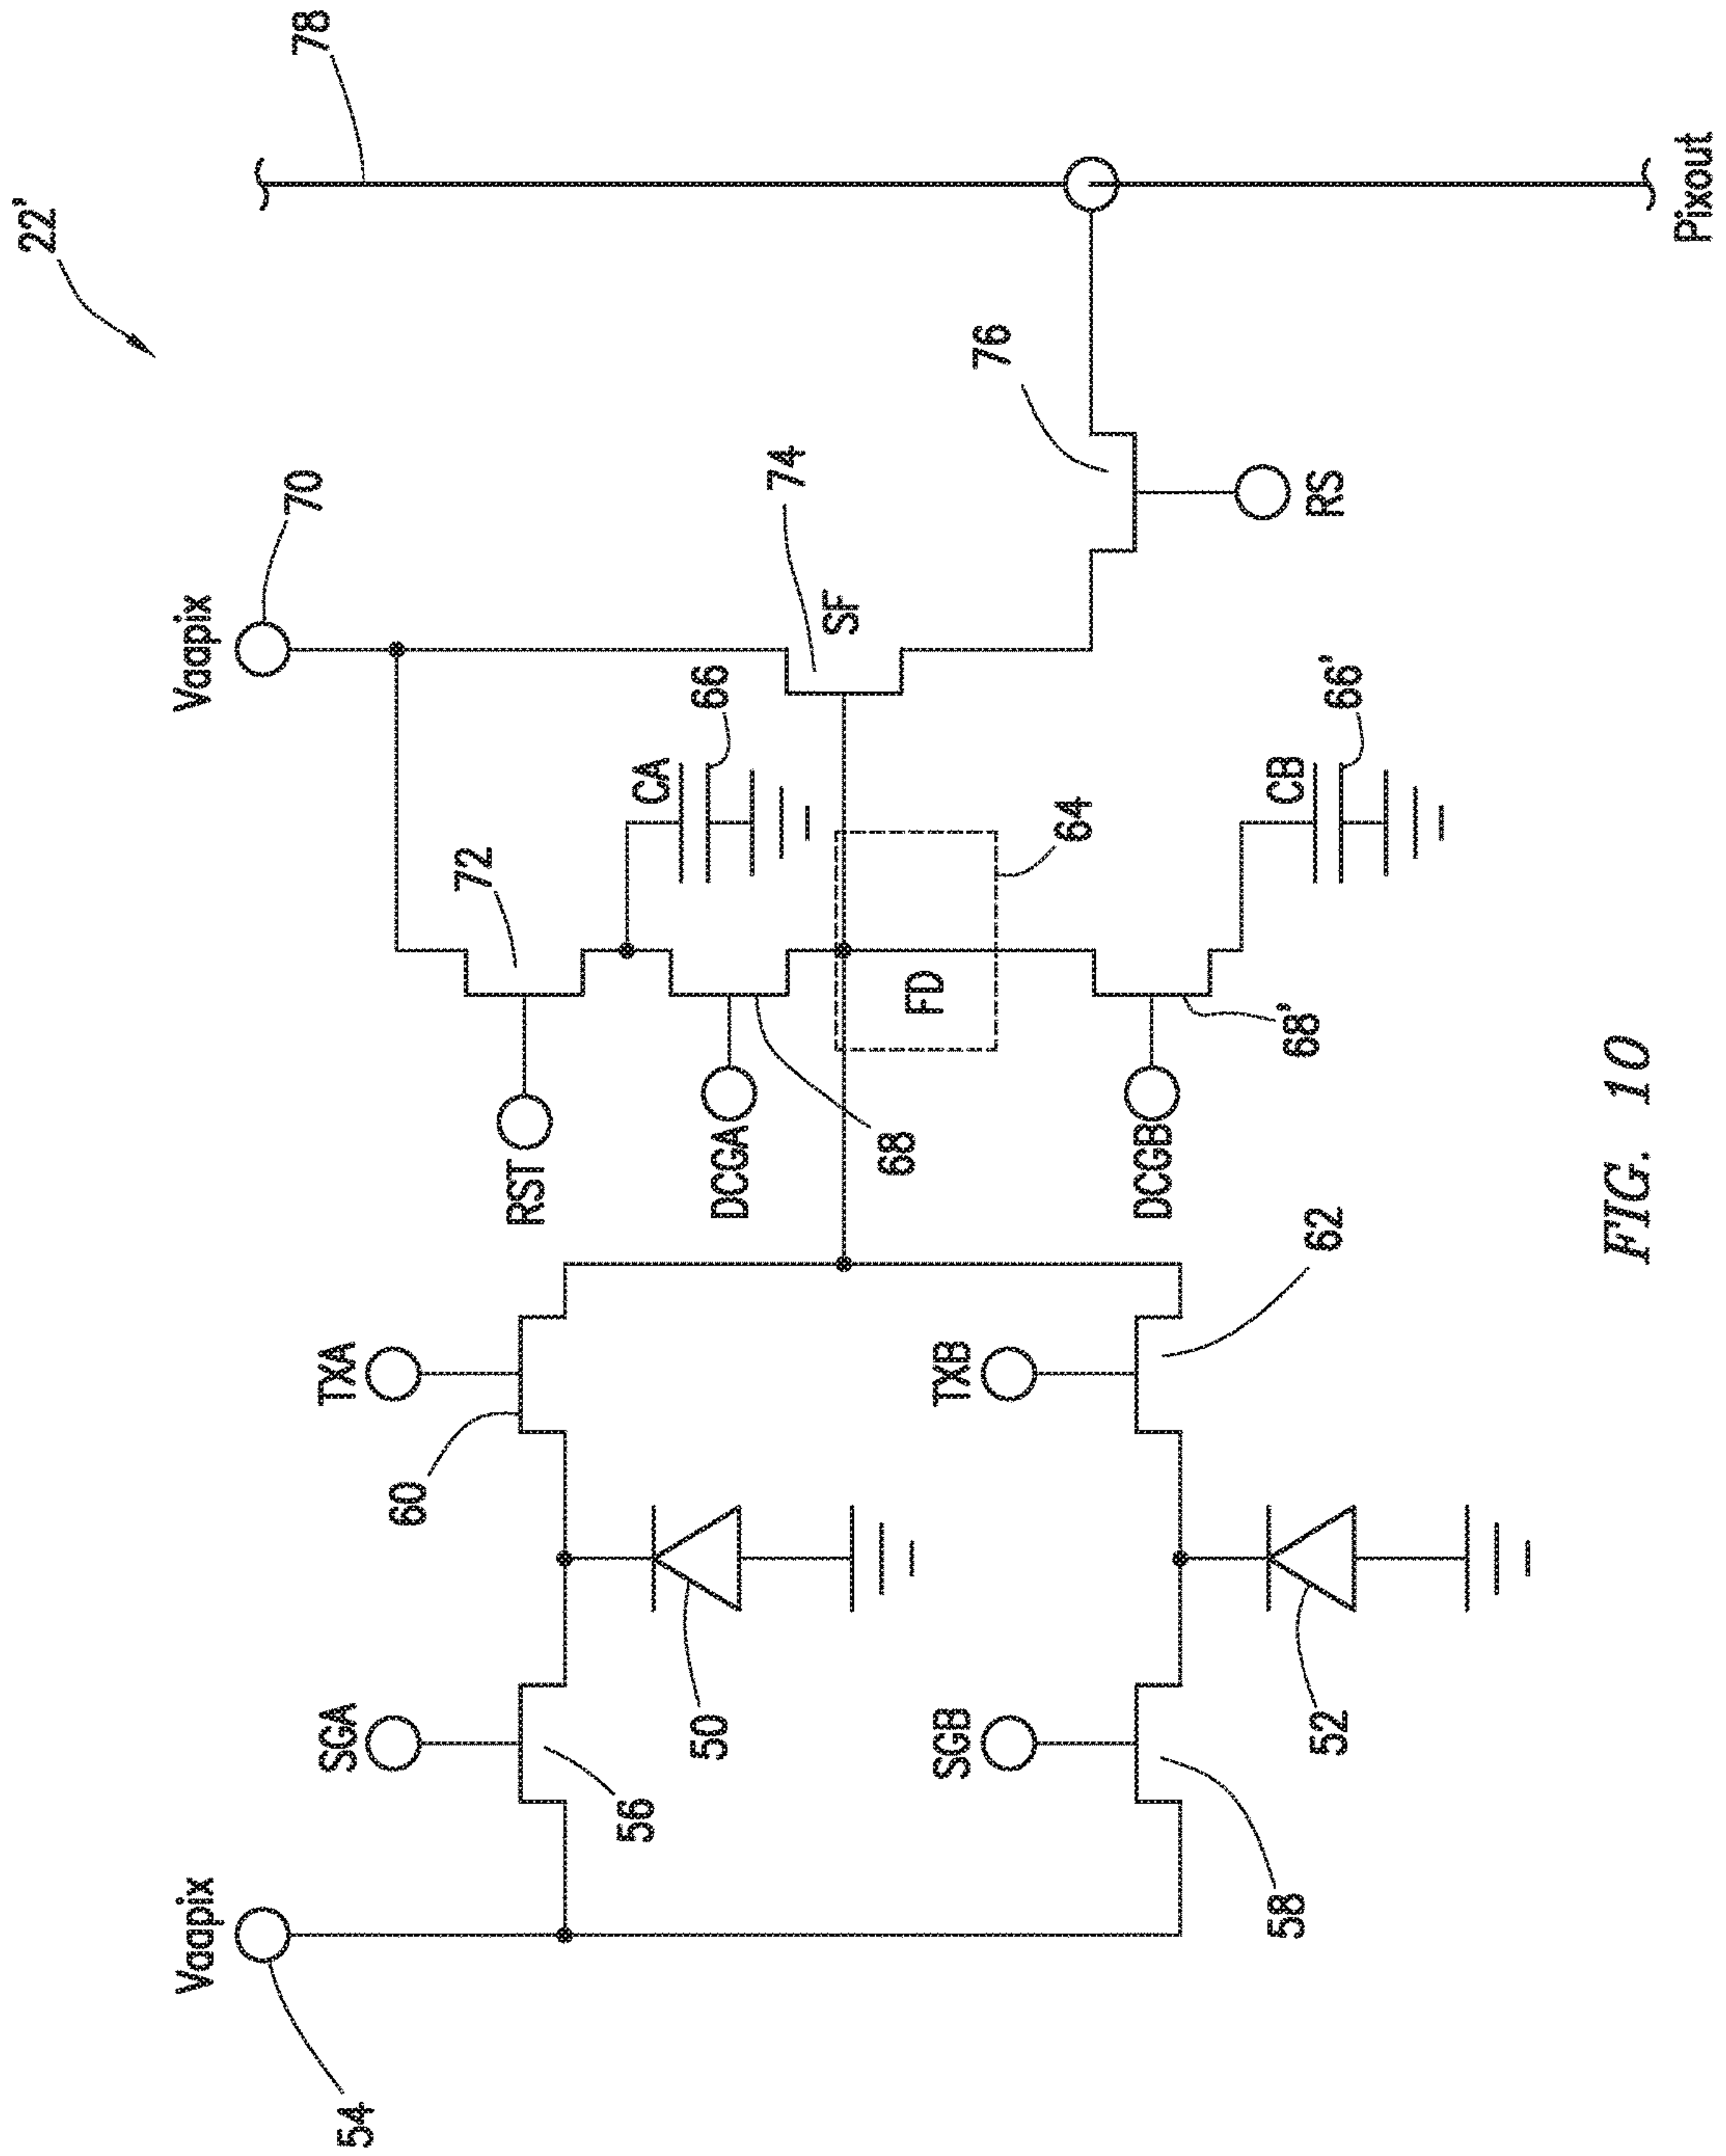 22'
78
Vaapix
70
Vaapix
54
72
74
SF
CA
66
RST
DCGA
68
FD
64
76
RS
TXA
60
SGA
56
50
TXB
62
SGB
58
52
DCGB
68'
CB
66'
Pixout
FIG. 10